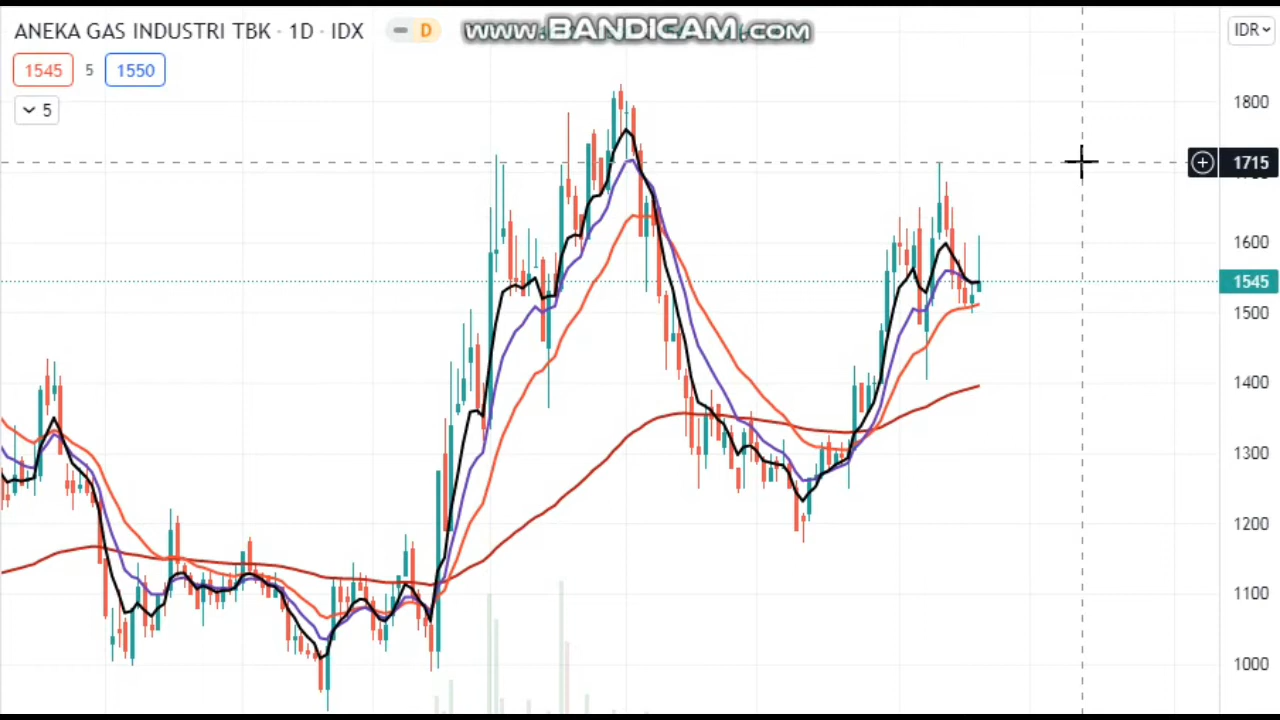 ANEKA GAS INDUSTRI TBK · 1D · IDX
D
www.BANDICAM.com
IDR
1545 5 1550
5
1800
1715
1600
1545
1500
1400
1300
1200
1100
1000